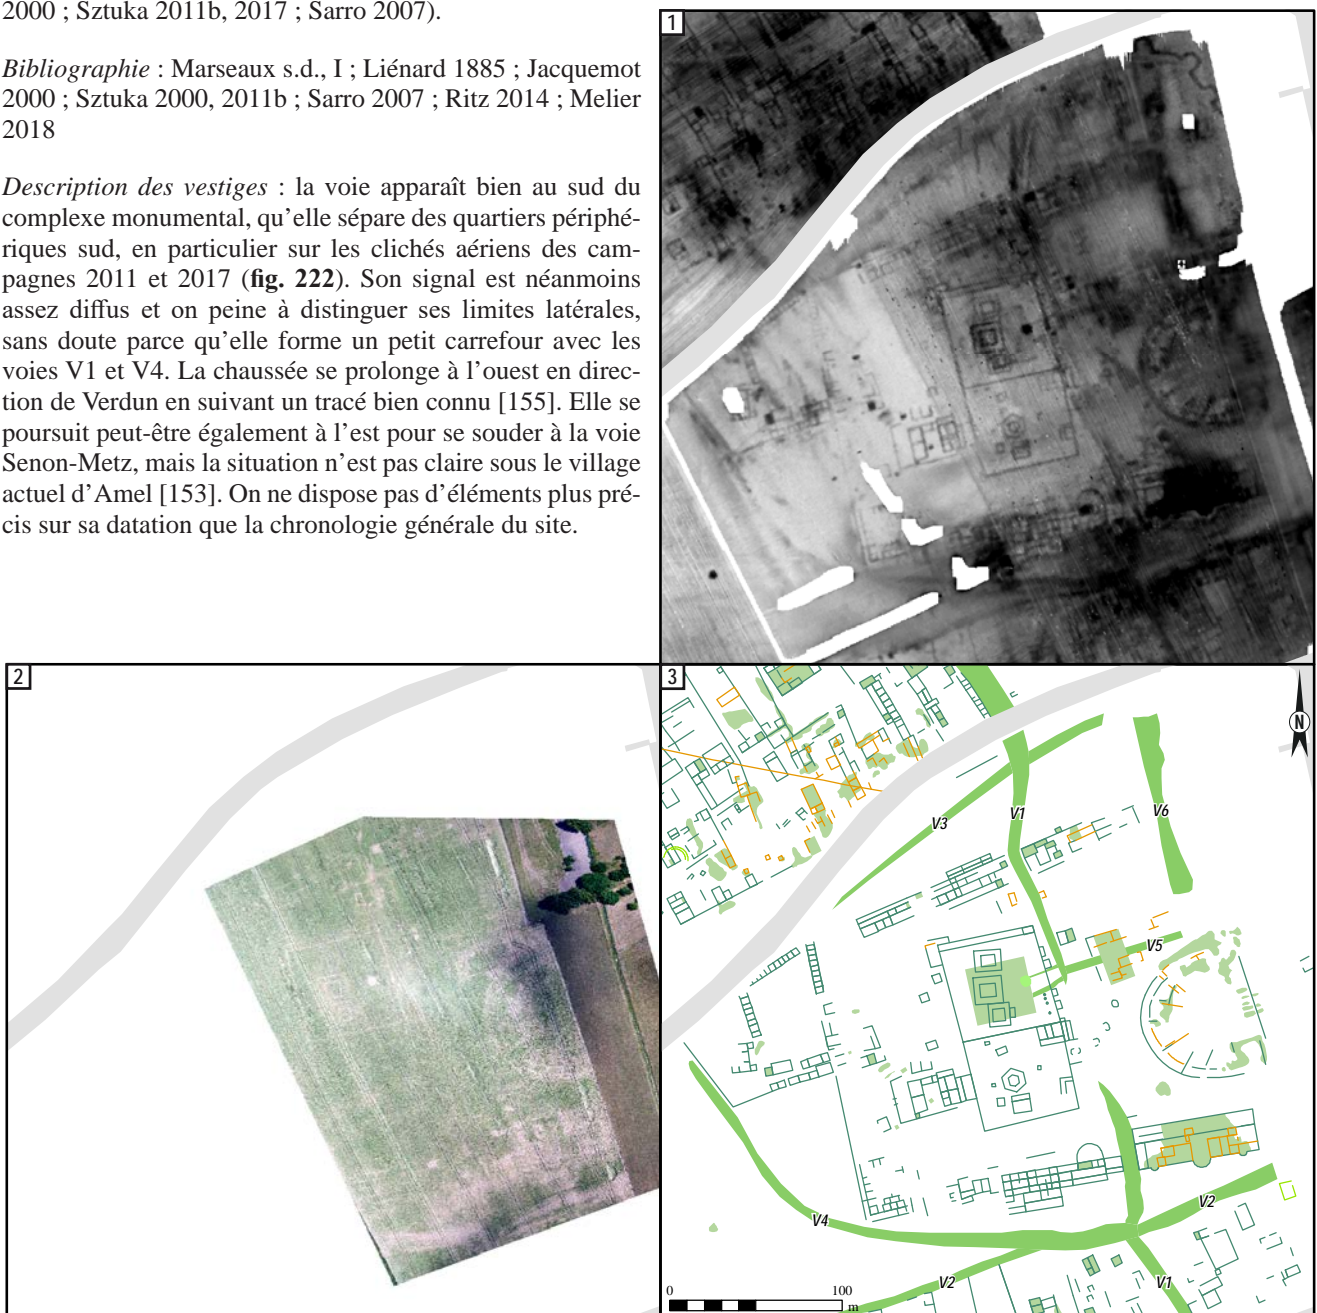 2000 ; Sztuka 2011b, 2017 ; Sarro 2007).
Bibliographie : Marseaux s.d., I ; Liénard 1885 ; Jacquemot
2000 ; Sztuka 2000, 2011b ; Sarro 2007 ; Ritz 2014 ; Melier
2018
Description des vestiges : la voie apparaît bien au sud du
complexe monumental, qu’elle sépare des quartiers périphé-
riques sud, en particulier sur les clichés aériens des cam-
pagnes 2011 et 2017 (fig. 222). Son signal est néanmoins
assez diffus et on peine à distinguer ses limites latérales,
sans doute parce qu’elle forme un petit carrefour avec les
voies V1 et V4. La chaussée se prolonge à l’ouest en direc-
tion de Verdun en suivant un tracé bien connu [155]. Elle se
poursuit peut-être également à l’est pour se souder à la voie
Senon-Metz, mais la situation n’est pas claire sous le village
actuel d’Amel [153]. On ne dispose pas d’éléments plus pré-
cis sur sa datation que la chronologie générale du site.
1
2
3
N
V3
V1
V6
V5
V4
V2
V2
V1
0 100
m